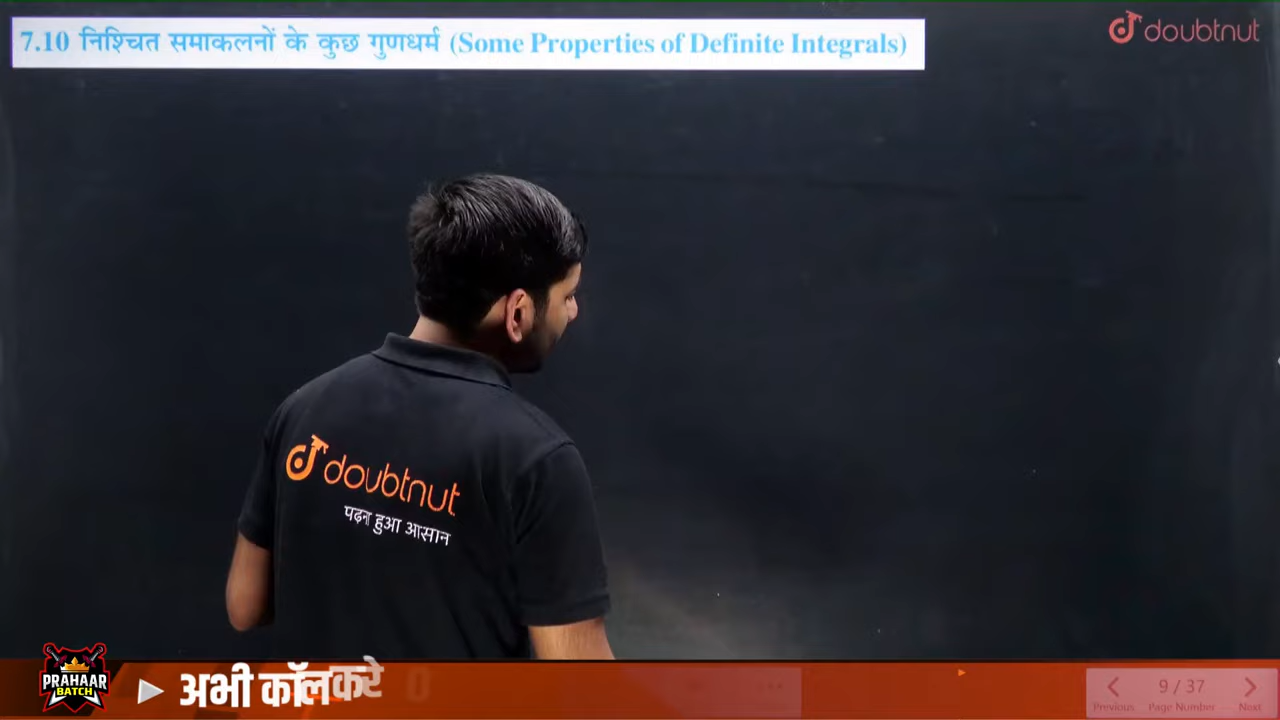 7.10 निश्चित समाकलनों के कुछ गुणधर्म (Some Properties of Definite Integrals)
doubtnut
doubtnut
पढ़ना हुआ आसान
PRAHAAR
BATCH
अभी कॉल करे
9 / 37
Previous Page Number Next